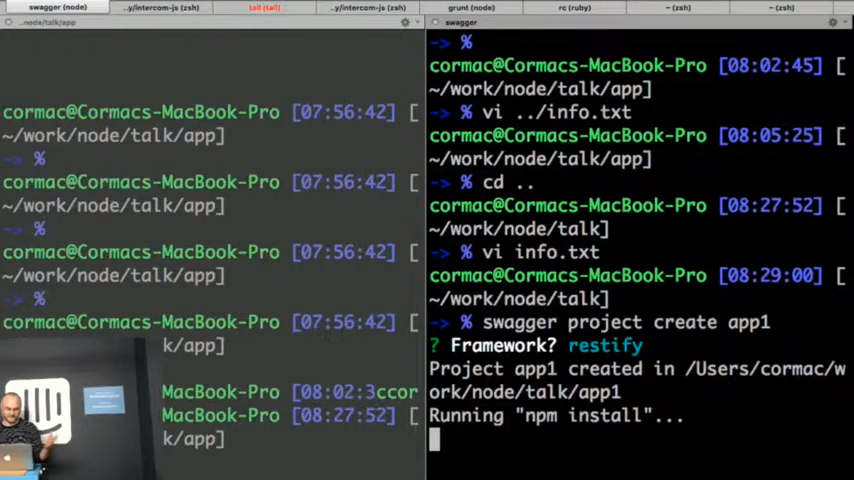 swagger (node)
..y/intercom-js (zsh)
tail (tail)
..y/intercom-js (zsh)
grunt (node)
rc (ruby)
~ (zsh)
~ (zsh)
..node/talk/app
cormac@Cormacs-MacBook-Pro [07:56:42] [
~/work/node/talk/app]
-> %
cormac@Cormacs-MacBook-Pro [07:56:42] [
~/work/node/talk/app]
-> %
cormac@Cormacs-MacBook-Pro [07:56:42] [
~/work/node/talk/app]
-> %
cormac@Cormacs-MacBook-Pro [07:56:42] [
k/app]
MacBook-Pro [08:02:3ccor
MacBook-Pro [08:27:52] [
k/app]
swagger
-> %
cormac@Cormacs-MacBook-Pro [08:02:45] [
~/work/node/talk/app]
-> % vi ../info.txt
cormac@Cormacs-MacBook-Pro [08:05:25] [
~/work/node/talk/app]
-> % cd ..
cormac@Cormacs-MacBook-Pro [08:27:52] [
~/work/node/talk]
-> % vi info.txt
cormac@Cormacs-MacBook-Pro [08:29:00] [
~/work/node/talk]
-> % swagger project create app1
? Framework? restify
Project app1 created in /Users/cormac/w
ork/node/talk/app1
Running "npm install"...